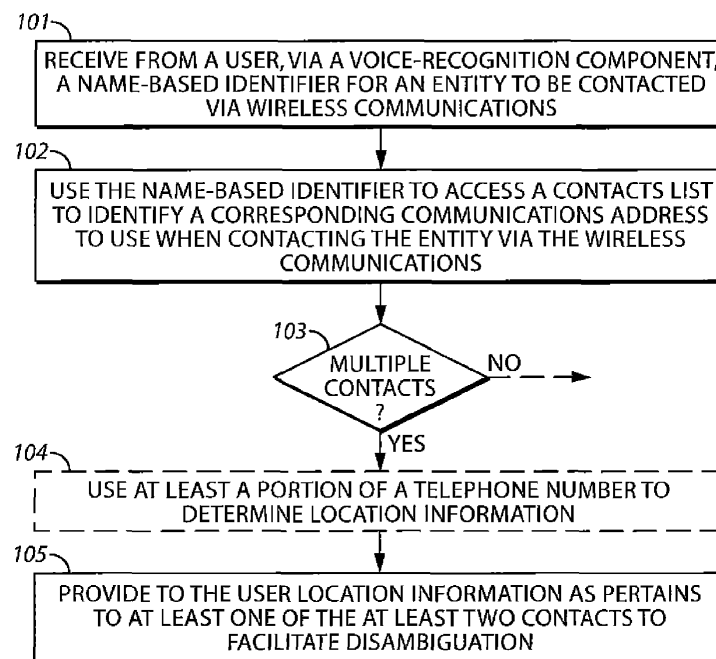 101
RECEIVE FROM A USER, VIA A VOICE-RECOGNITION COMPONENT,
A NAME-BASED IDENTIFIER FOR AN ENTITY TO BE CONTACTED
VIA WIRELESS COMMUNICATIONS
102
USE THE NAME-BASED IDENTIFIER TO ACCESS A CONTACTS LIST
TO IDENTIFY A CORRESPONDING COMMUNICATIONS ADDRESS
TO USE WHEN CONTACTING THE ENTITY VIA THE WIRELESS
COMMUNICATIONS
103
MULTIPLE
CONTACTS
?
NO
YES
104
USE AT LEAST A PORTION OF A TELEPHONE NUMBER TO
DETERMINE LOCATION INFORMATION
105
PROVIDE TO THE USER LOCATION INFORMATION AS PERTAINS
TO AT LEAST ONE OF THE AT LEAST TWO CONTACTS TO
FACILITATE DISAMBIGUATION